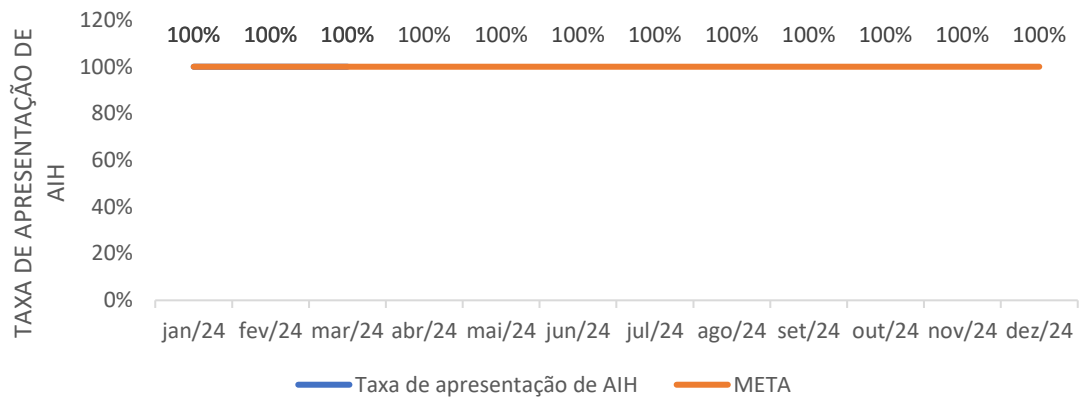 120%
100% 100% 100% 100% 100% 100% 100% 100% 100% 100% 100% 100%
100%
80%
60%
40%
20%
0%
TAXA DE APRESENTAÇÃO DE
AIH
jan/24 fev/24 mar/24 abr/24 mai/24 jun/24 jul/24 ago/24 set/24 out/24 nov/24 dez/24
Taxa de apresentação de AIH META